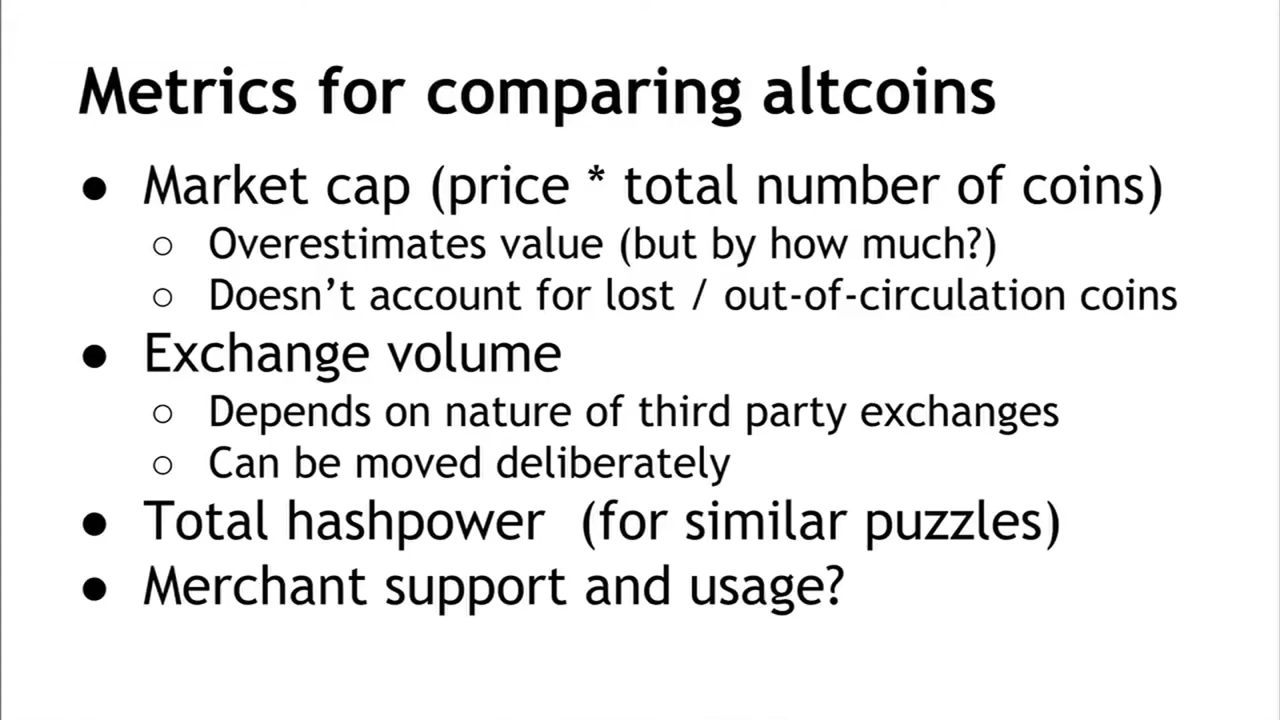 Metrics for comparing altcoins
● Market cap (price * total number of coins)
○ Overestimates value (but by how much?)
○ Doesn’t account for lost / out-of-circulation coins
● Exchange volume
○ Depends on nature of third party exchanges
○ Can be moved deliberately
● Total hashpower  (for similar puzzles)
● Merchant support and usage?